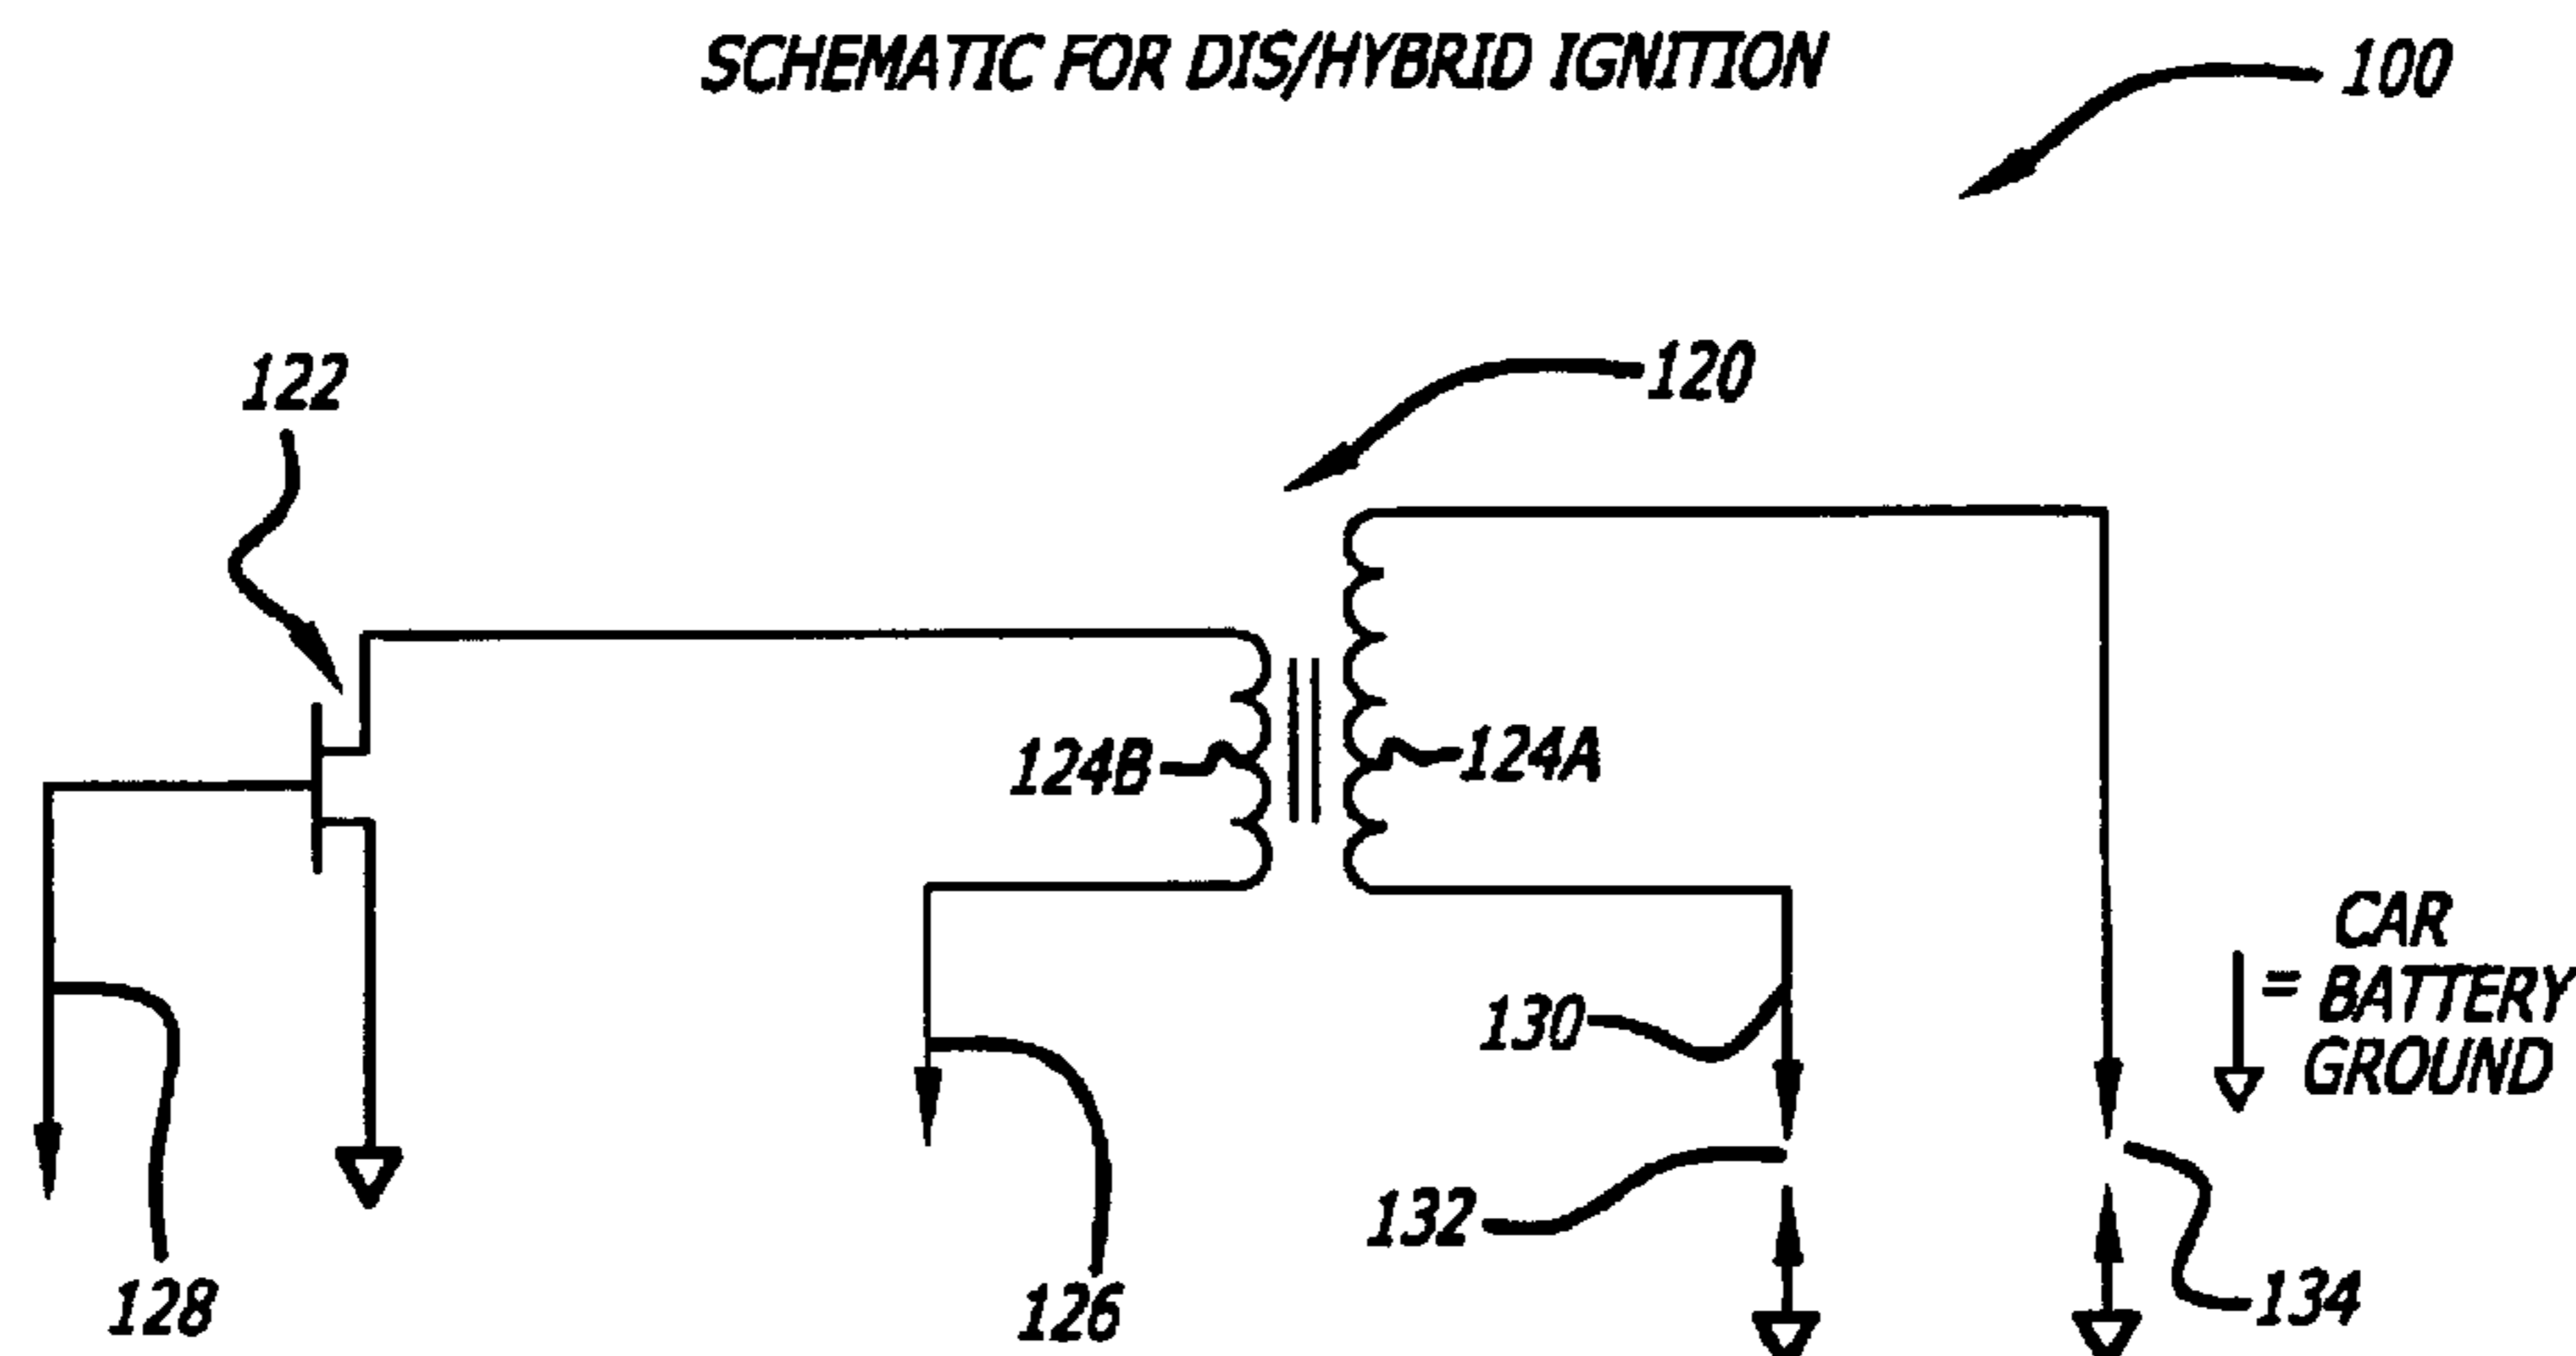 SCHEMATIC FOR DIS/HYBRID IGNITION
100
122
120
124B
124A
CAR
= BATTERY
GROUND
130
132
128
126
134